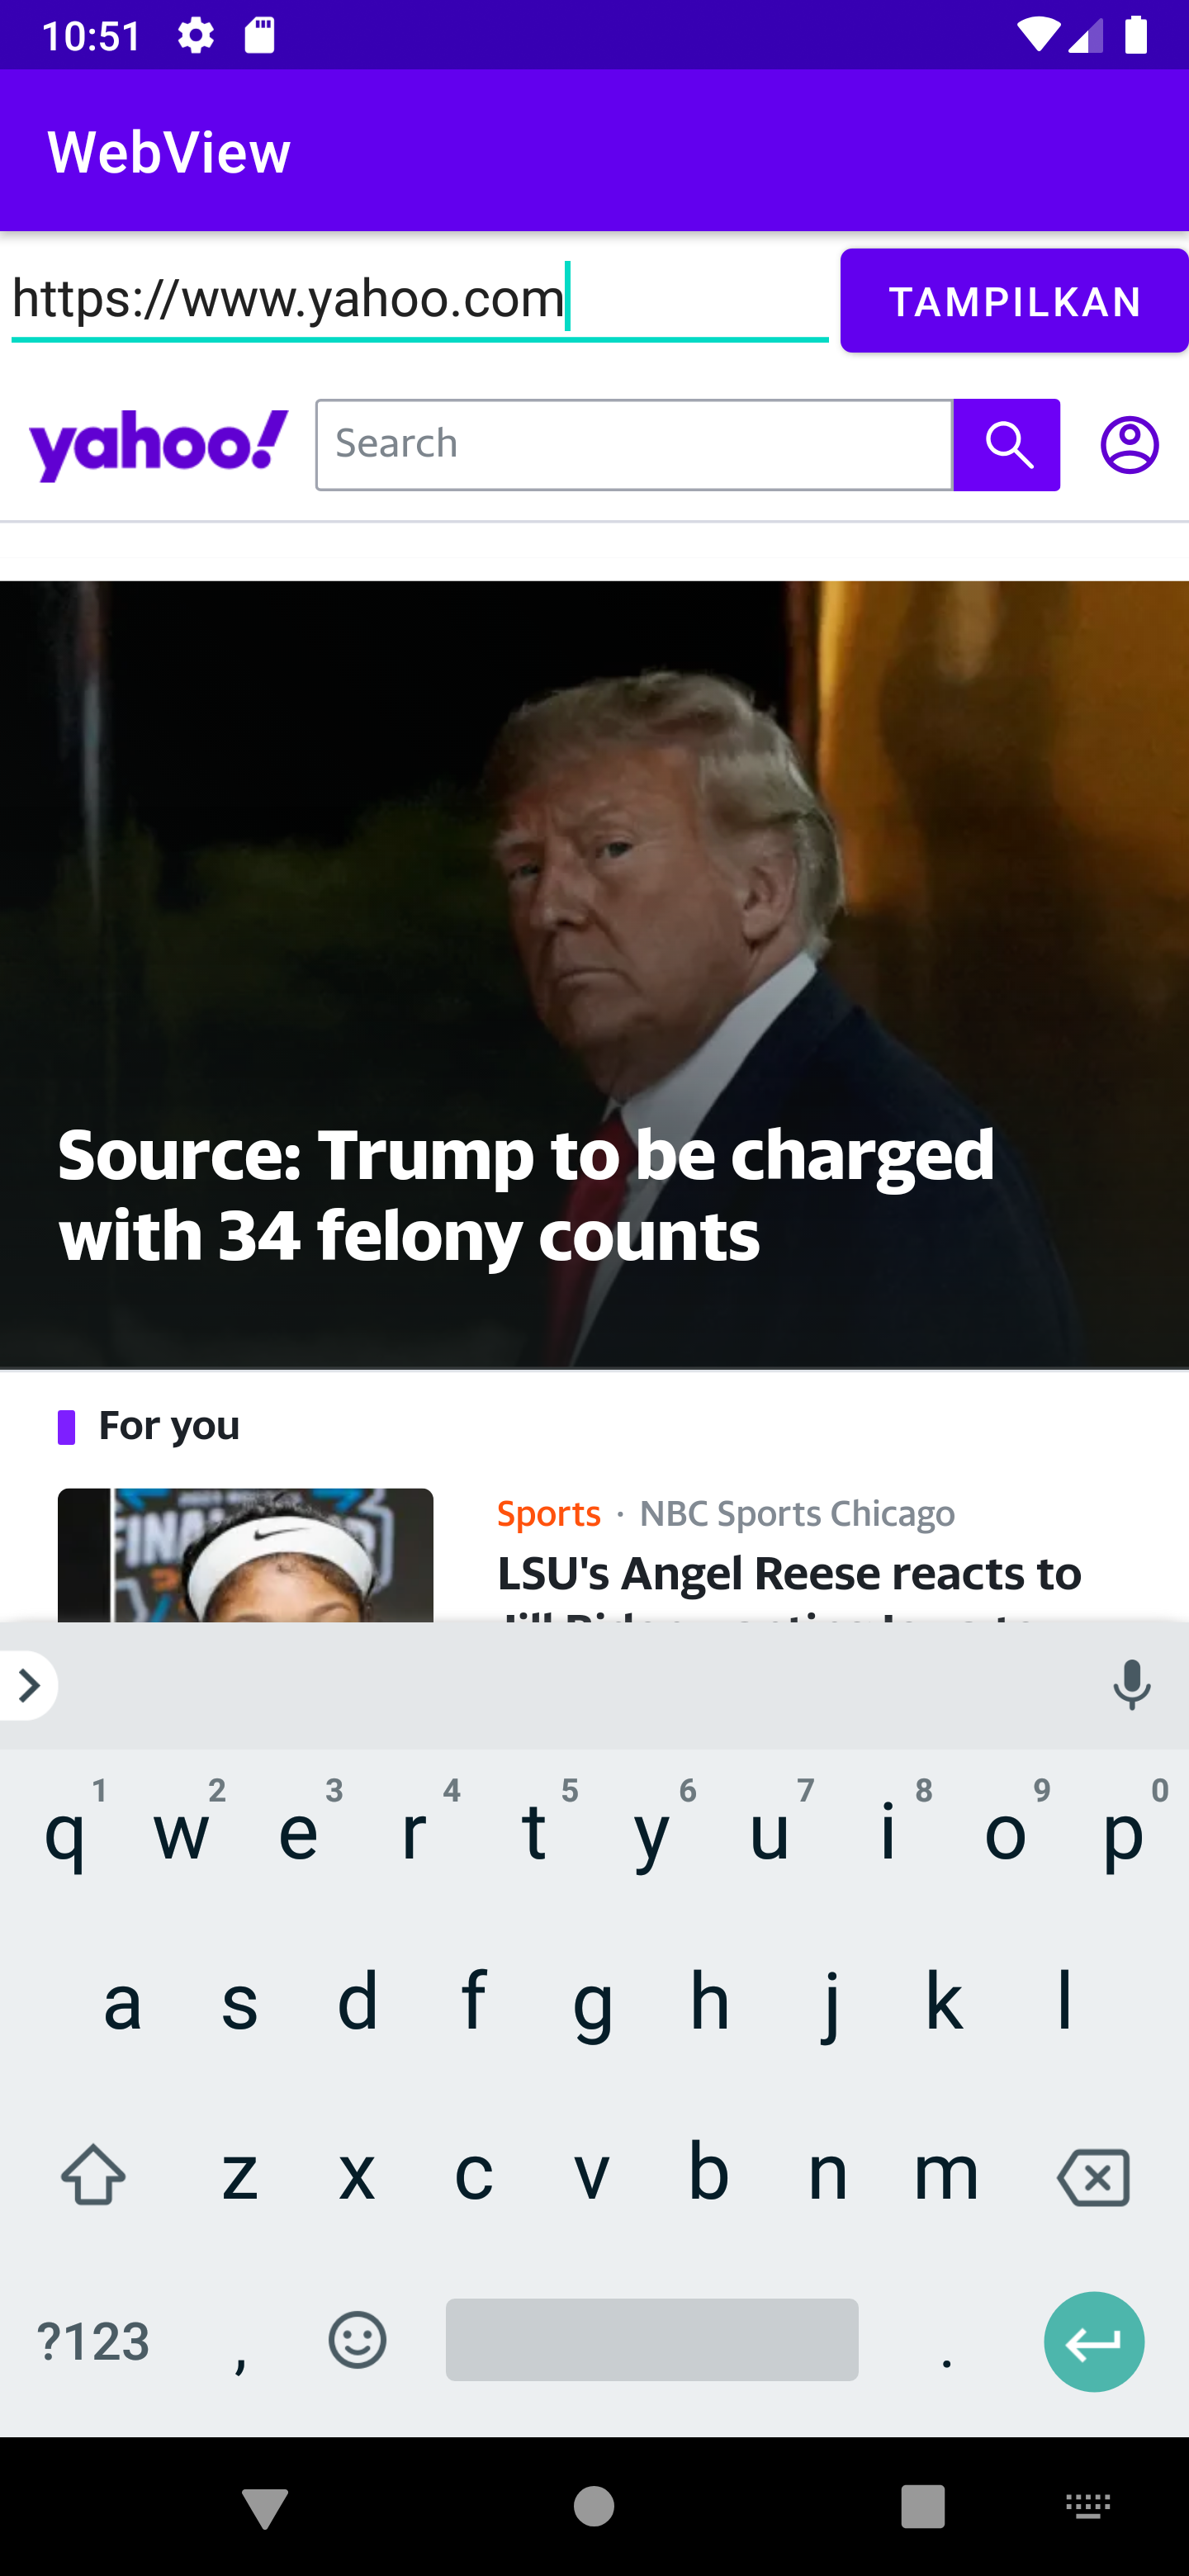 10:51
WebView
https://www.yahoo.com
TAMPILKAN
yahoo!
Search
Source: Trump to be charged
with 34 felony counts
For you
Sports · NBC Sports Chicago
LSU's Angel Reese reacts to
1 2 3 4 5 6 7 8 9 0
q w e r t y u i o p
a s d f g h j k l
z x c v b n m
?123 , .